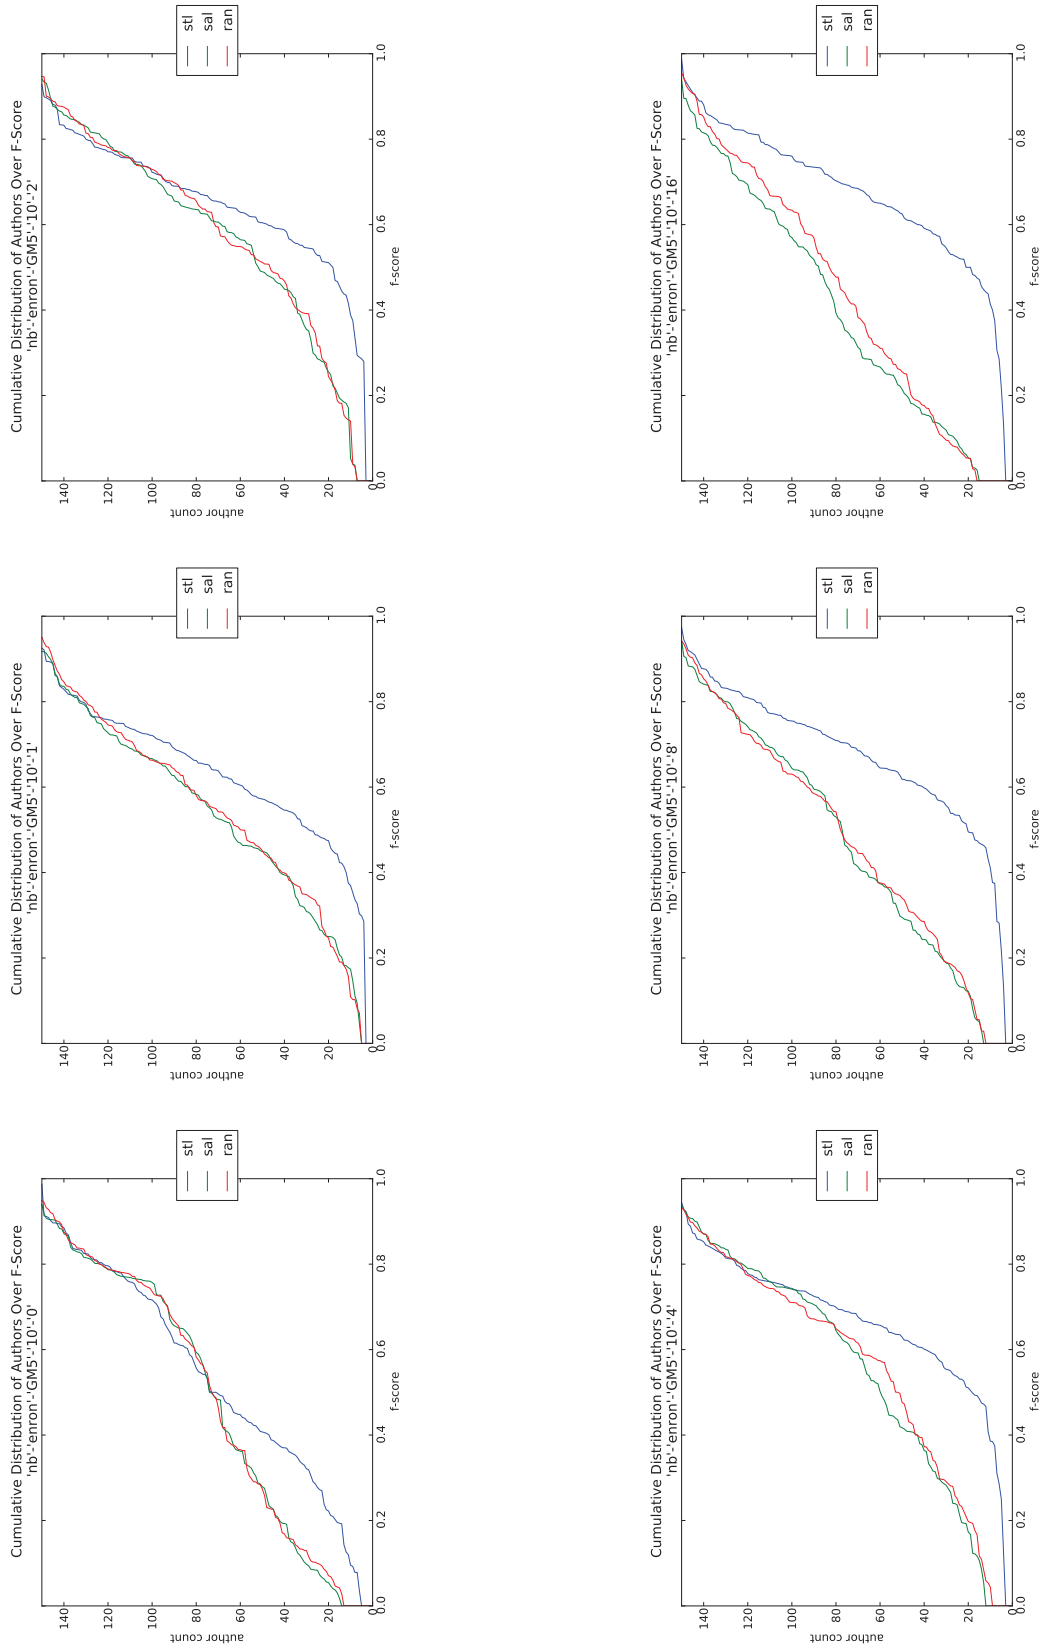 Cumulative Distribution of Authors Over F-Score
'nb'-'enron'-'GM5'-'10'-'0'
140
120
100
80
60
40
20
0
author count
0.0 0.2 0.4 0.6 0.8 1.0
f-score
stl
sal
ran
Cumulative Distribution of Authors Over F-Score
'nb'-'enron'-'GM5'-'10'-'1'
140
120
100
80
60
40
20
0
author count
0.0 0.2 0.4 0.6 0.8 1.0
f-score
stl
sal
ran
Cumulative Distribution of Authors Over F-Score
'nb'-'enron'-'GM5'-'10'-'2'
140
120
100
80
60
40
20
0
author count
0.0 0.2 0.4 0.6 0.8 1.0
f-score
stl
sal
ran
Cumulative Distribution of Authors Over F-Score
'nb'-'enron'-'GM5'-'10'-'4'
140
120
100
80
60
40
20
0
author count
0.0 0.2 0.4 0.6 0.8 1.0
f-score
stl
sal
ran
Cumulative Distribution of Authors Over F-Score
'nb'-'enron'-'GM5'-'10'-'8'
140
120
100
80
60
40
20
0
author count
0.0 0.2 0.4 0.6 0.8 1.0
f-score
stl
sal
ran
Cumulative Distribution of Authors Over F-Score
'nb'-'enron'-'GM5'-'10'-'16'
140
120
100
80
60
40
20
0
author count
0.0 0.2 0.4 0.6 0.8 1.0
f-score
stl
sal
ran